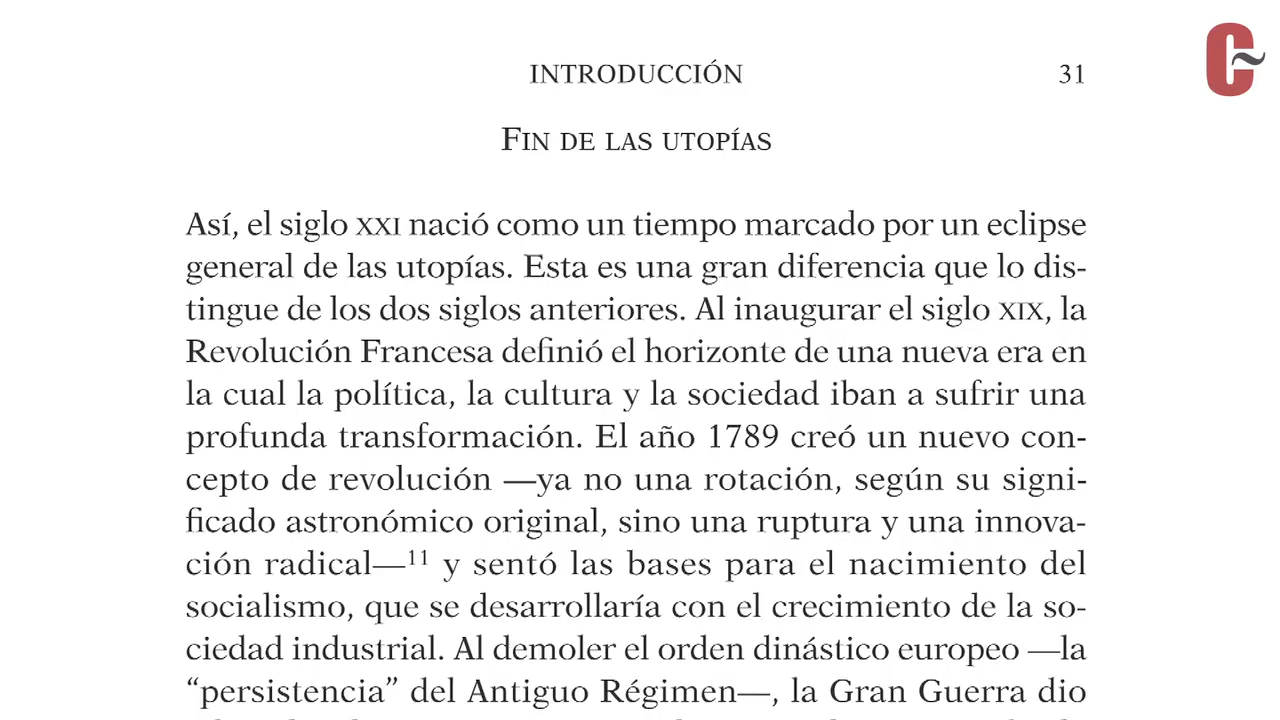 INTRODUCCIÓN 31
FIN DE LAS UTOPÍAS
Así, el siglo XXI nació como un tiempo marcado por un eclipse
general de las utopías. Esta es una gran diferencia que lo dis-
tingue de los dos siglos anteriores. Al inaugurar el siglo XIX, la
Revolución Francesa definió el horizonte de una nueva era en
la cual la política, la cultura y la sociedad iban a sufrir una
profunda transformación. El año 1789 creó un nuevo con-
cepto de revolución —ya no una rotación, según su signi-
ficado astronómico original, sino una ruptura y una innova-
ción radical—11 y sentó las bases para el nacimiento del
socialismo, que se desarrollaría con el crecimiento de la so-
ciedad industrial. Al demoler el orden dinástico europeo —la
“persistencia” del Antiguo Régimen—, la Gran Guerra dio